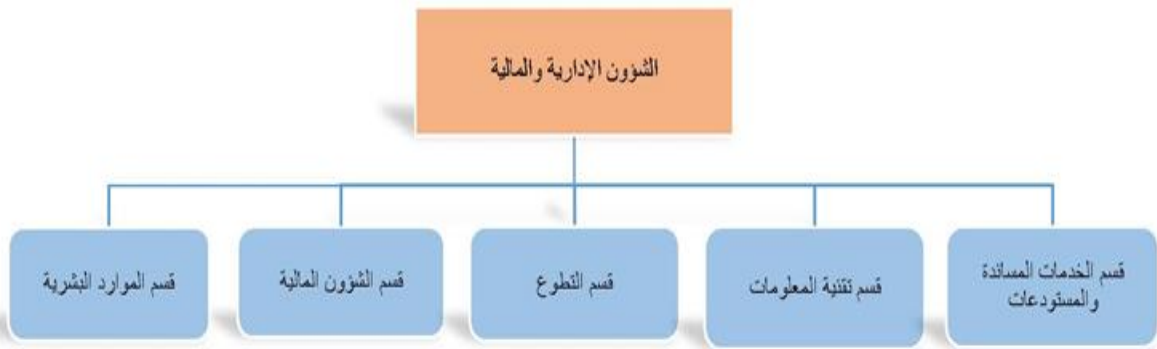 الشؤون الإدارية والمالية
قسم الخدمات المساندة
والمستودعات
قسم تقنية المعلومات
قسم التطوع
قسم الشؤون المالية
قسم الموارد البشرية